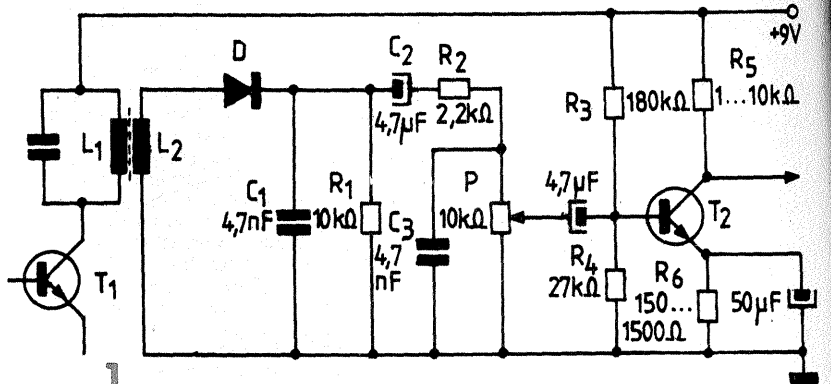 +9V
D
C2
4,7µF
R2
2,2kΩ
R3
180kΩ
R5
1...10kΩ
L1
L2
C1
4,7nF
R1
10kΩ
C3
4,7
nF
P
10kΩ
4,7µF
T2
R4
27kΩ
R6
150...
1500Ω
50µF
T1
1